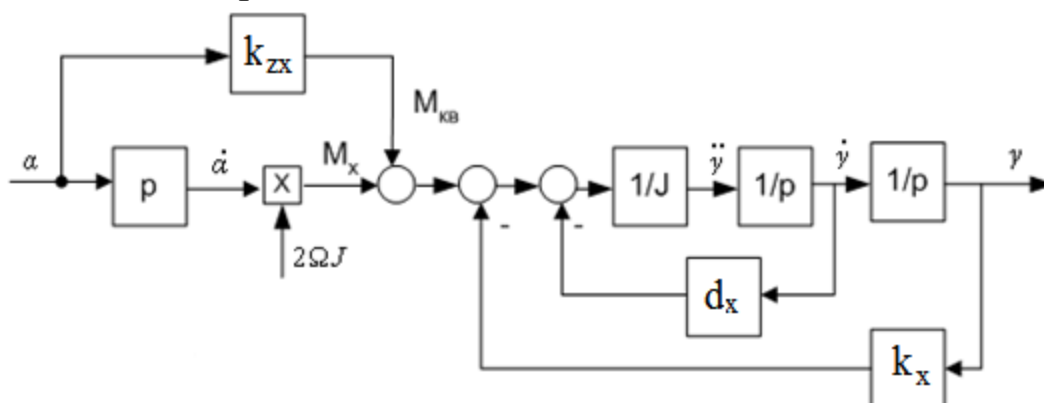 k_zx
M_кв
α
p
α̇
X
M_x
2ΩJ
-
-
1/J
γ̈
1/p
γ̇
1/p
γ
d_x
k_x